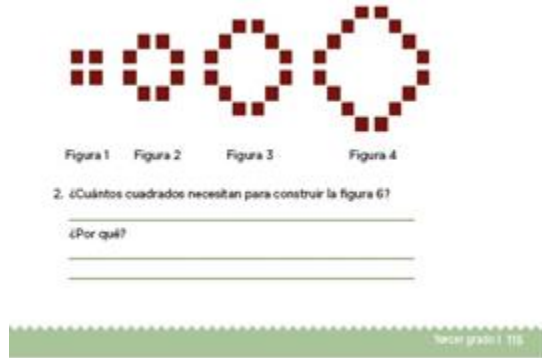 Figura 1 Figura 2 Figura 3 Figura 4
2. ¿Cuántos cuadrados necesitan para construir la figura 6?
¿Por qué?
Tercer grado | 115